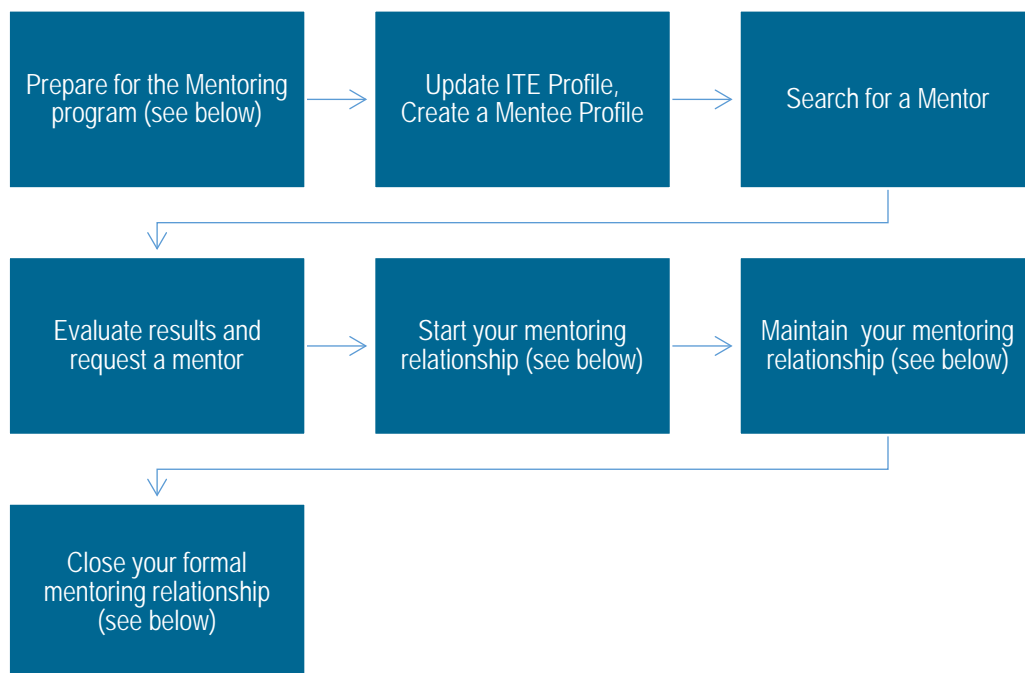 Prepare for the Mentoring
program (see below)
Update ITE Profile,
Create a Mentee Profile
Search for a Mentor
Evaluate results and
request a mentor
Start your mentoring
relationship (see below)
Maintain  your mentoring
relationship (see below)
Close your formal
mentoring relationship
(see below)